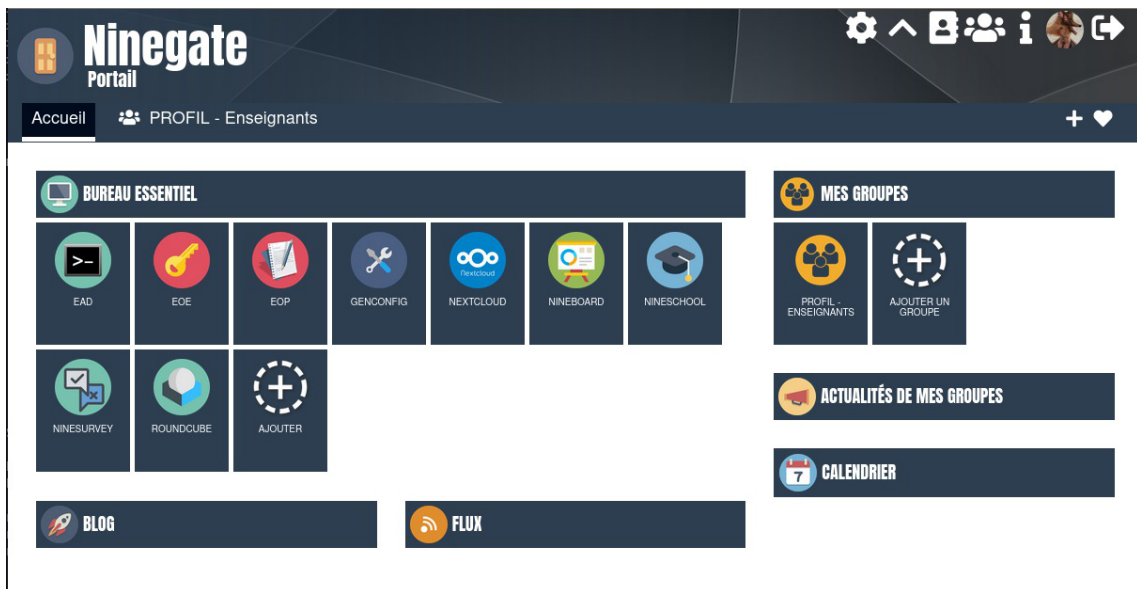 Ninegate
Portail
Accueil
PROFIL - Enseignants
BUREAU ESSENTIEL
EAD
EOE
EOP
GENCONFIG
nextcloud
NEXTCLOUD
NINEBOARD
NINESCHOOL
NINESURVEY
ROUNDCUBE
AJOUTER
MES GROUPES
PROFIL -
ENSEIGNANTS
AJOUTER UN
GROUPE
ACTUALITÉS DE MES GROUPES
7
CALENDRIER
BLOG
FLUX